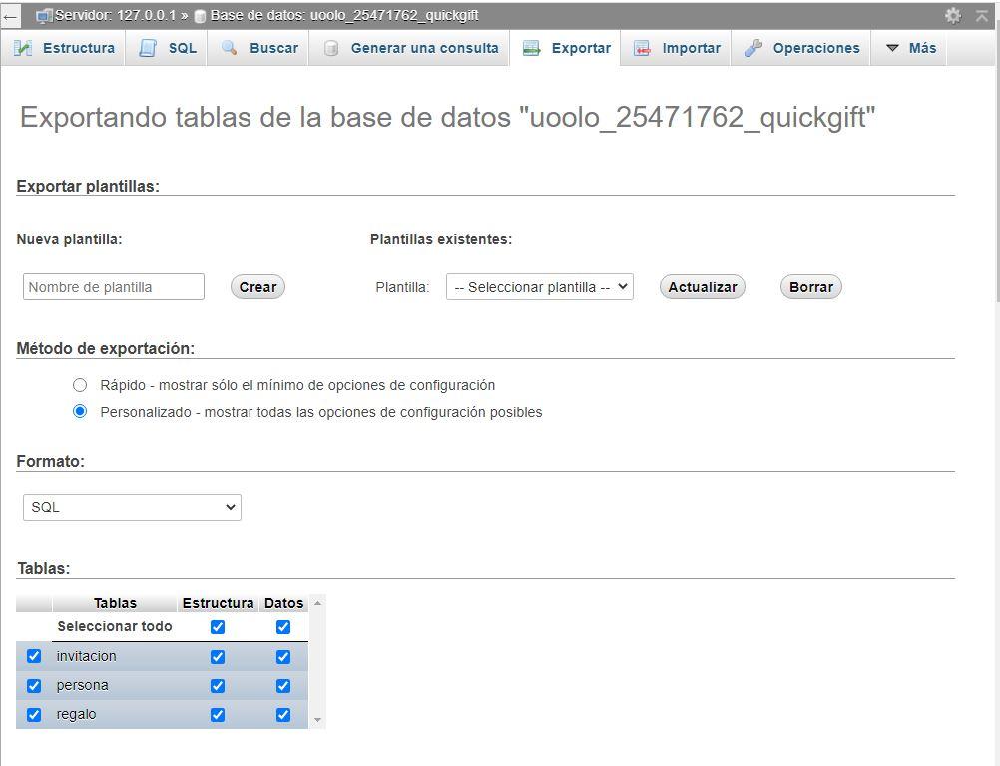 Servidor: 127.0.0.1 » Base de datos: uoolo_25471762_quickgift
Estructura SQL Buscar Generar una consulta Exportar Importar Operaciones Más
Exportando tablas de la base de datos "uoolo_25471762_quickgift"
Exportar plantillas:
Nueva plantilla: Plantillas existentes:
Nombre de plantilla Crear Plantilla: -- Seleccionar plantilla -- Actualizar Borrar
Método de exportación:
Rápido - mostrar sólo el mínimo de opciones de configuración
Personalizado - mostrar todas las opciones de configuración posibles
Formato:
SQL
Tablas:
Tablas Estructura Datos
Seleccionar todo
invitacion
persona
regalo